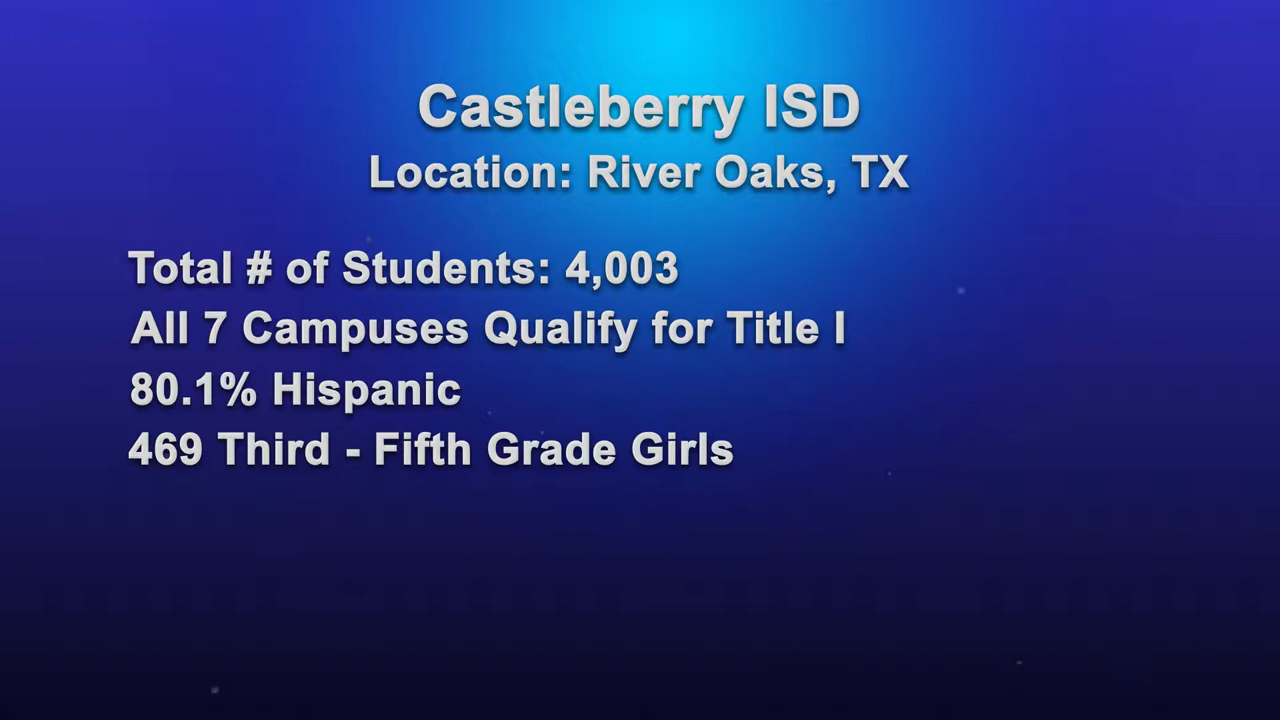 Castleberry ISD
Location: River Oaks, TX
Total # of Students: 4,003
All 7 Campuses Qualify for Title I
80.1% Hispanic
469 Third - Fifth Grade Girls